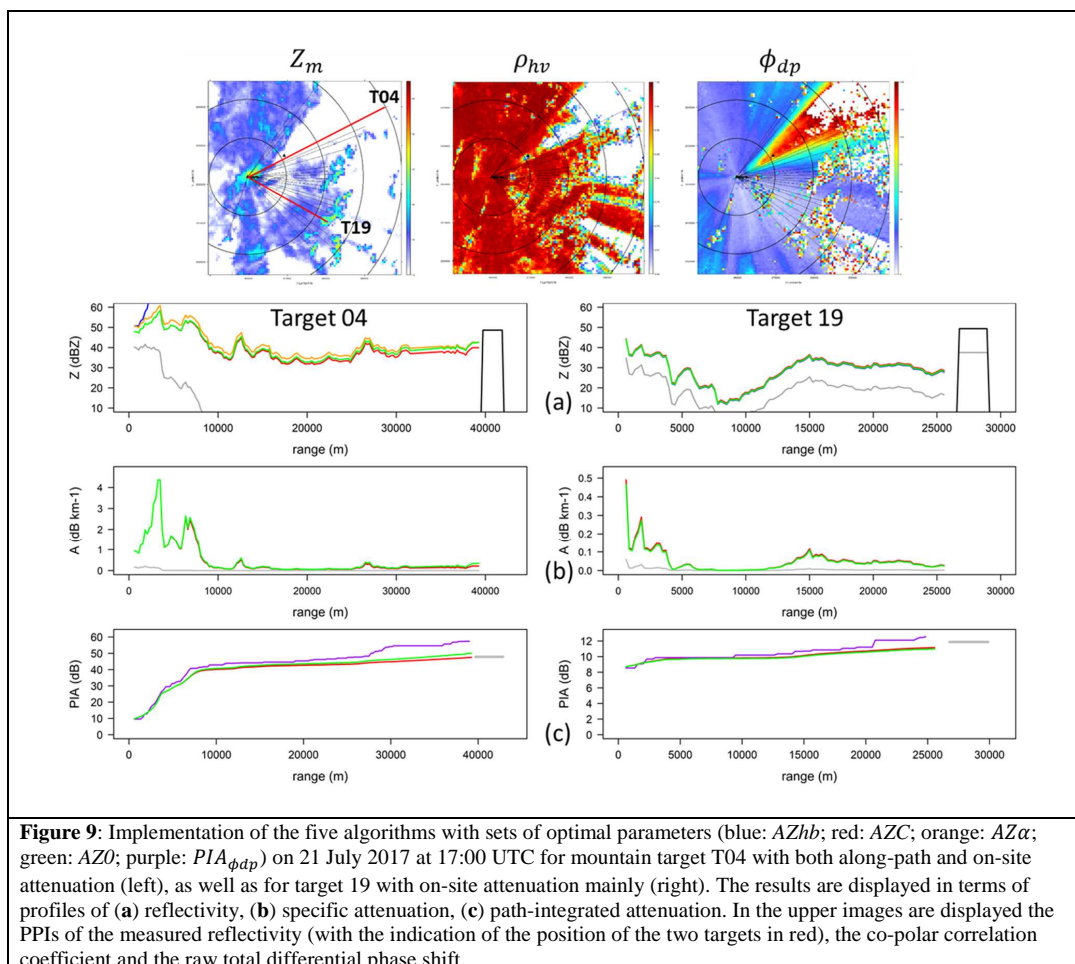 Z_m ρ_hv ϕ_dp
T04
T19
Target 04 Target 19
Z (dBZ) 60 50 40 30 20 10
Z (dBZ) 60 50 40 30 20 10
0 10000 20000 30000 40000
(a)
0 5000 10000 15000 20000 25000 30000
range (m) range (m)
A (dB km-1) 4 3 2 1 0
A (dB km-1) 0.5 0.4 0.3 0.2 0.1 0.0
0 10000 20000 30000 40000
(b)
0 5000 10000 15000 20000 25000 30000
range (m) range (m)
PIA (dB) 60 50 40 30 20 10 0
PIA (dB) 12 10 8 6 4 2 0
0 10000 20000 30000 40000
(c)
0 5000 10000 15000 20000 25000 30000
range (m) range (m)
Figure 9: Implementation of the five algorithms with sets of optimal parameters (blue: AZhb; red: AZC; orange: AZα;
green: AZ0; purple: PIA_ϕdp) on 21 July 2017 at 17:00 UTC for mountain target T04 with both along-path and on-site
attenuation (left), as well as for target 19 with on-site attenuation mainly (right). The results are displayed in terms of
profiles of (a) reflectivity, (b) specific attenuation, (c) path-integrated attenuation. In the upper images are displayed the
PPIs of the measured reflectivity (with the indication of the position of the two targets in red), the co-polar correlation
coefficient and the raw total differential phase shift